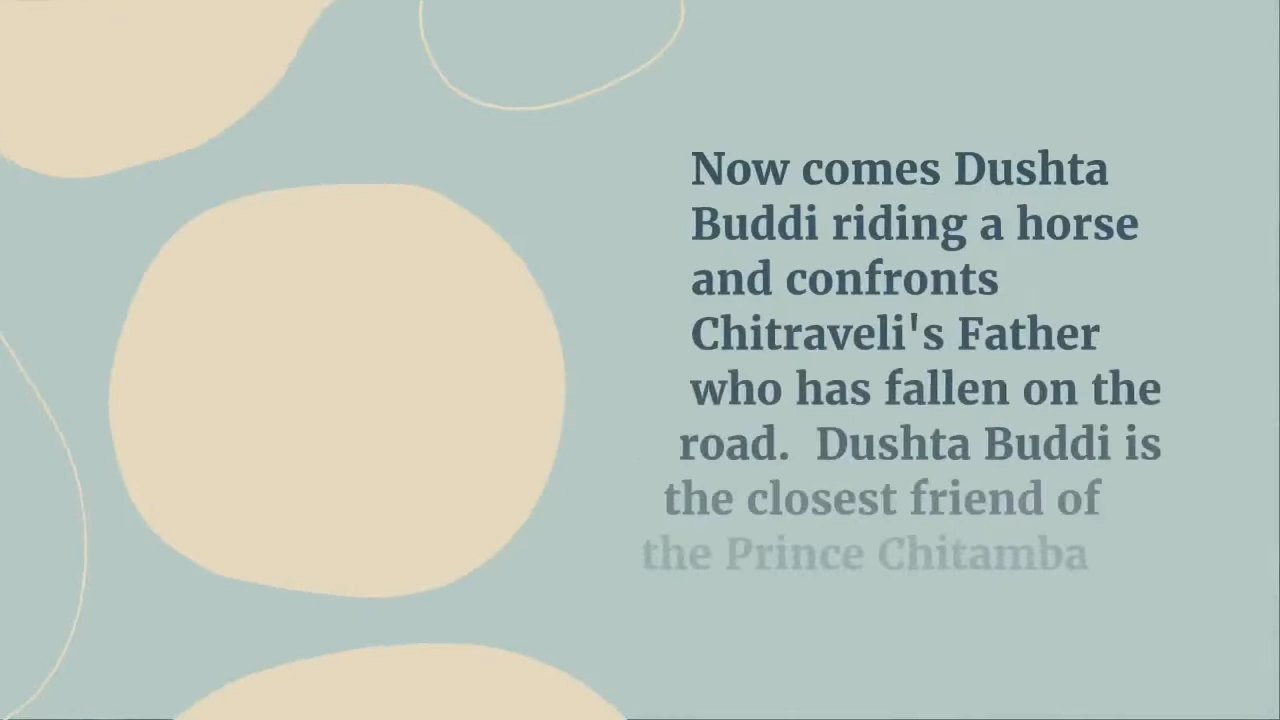 Now comes Dushta
Buddi riding a horse
and confronts
Chitraveli's Father
who has fallen on the
road.  Dushta Buddi is
the closest friend of
the Prince Chitamba